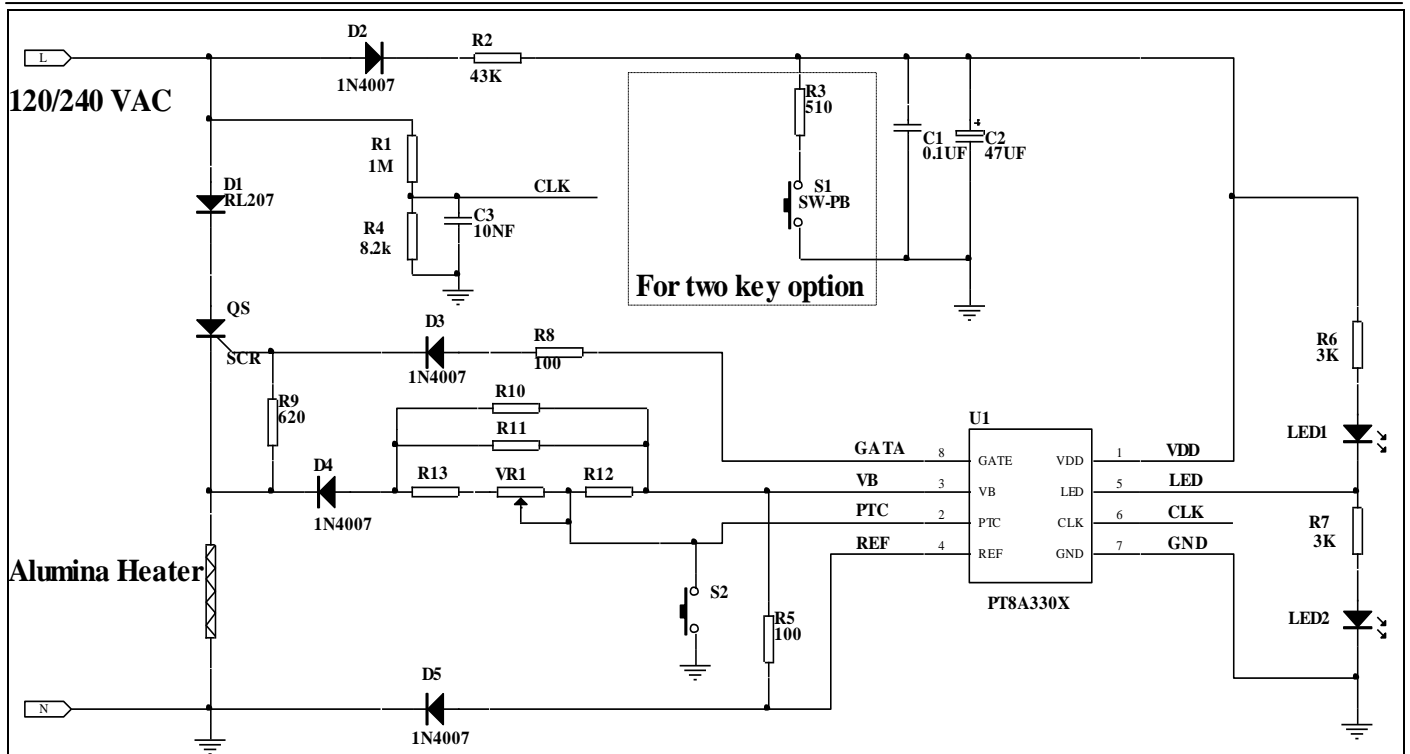 D2
R2
L
1N4007
43K
120/240 VAC
R3
510
R1
1M
C1
0.1UF
C2
47UF
+
D1
RL207
CLK
S1
SW-PB
C3
10NF
R4
8.2k
For two key option
QS
SCR
D3
1N4007
R8
100
R6
3K
R9
620
R10
R11
U1
LED1
GATA
8
GATE
VDD
1
VDD
D4
1N4007
R13
VR1
R12
VB
3
VB
LED
5
LED
PTC
2
PTC
CLK
6
CLK
R7
3K
REF
4
REF
GND
7
GND
Alumina Heater
S2
PT8A330X
R5
100
LED2
D5
N
1N4007